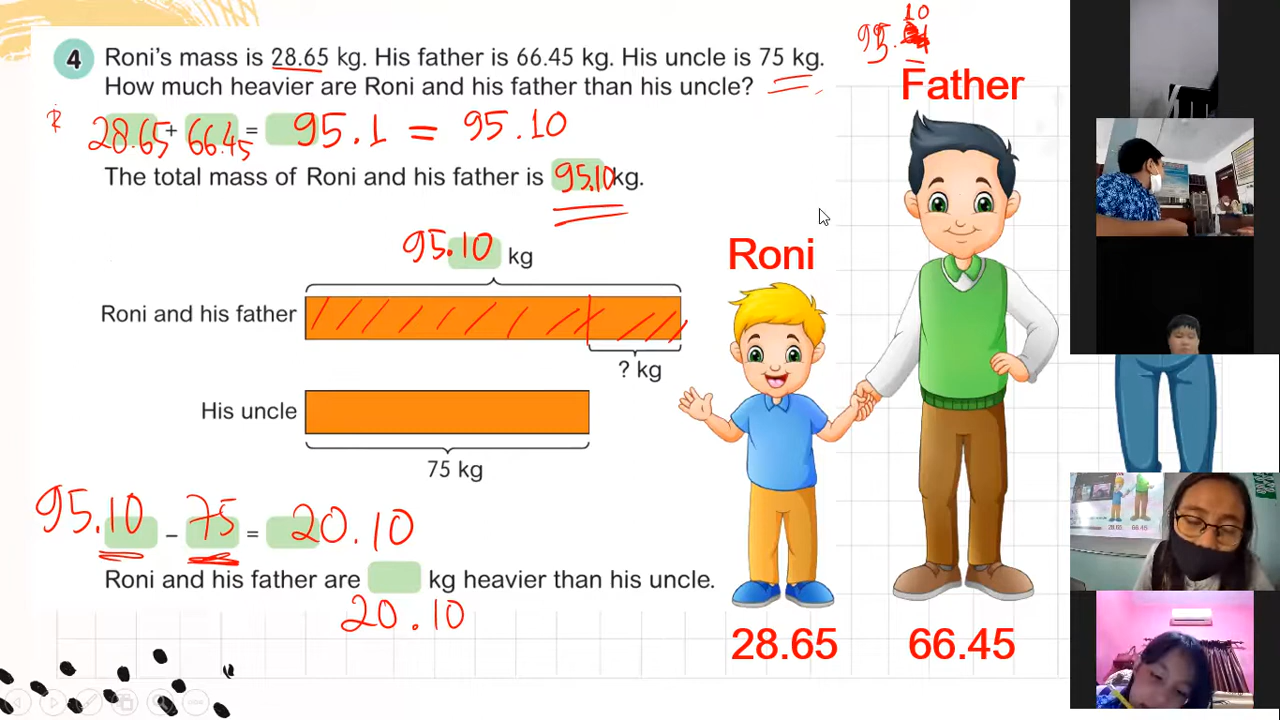 4 Roni's mass is 28.65 kg. His father is 66.45 kg. His uncle is 75 kg.
How much heavier are Roni and his father than his uncle?
28.65 + 66.45 = 95.1 = 95.10
The total mass of Roni and his father is 95.10 kg.
95.10 kg
Roni and his father
? kg
His uncle
75 kg
95.10 – 75 = 20.10
Roni and his father are kg heavier than his uncle.
20.10
10
95.
Father
Roni
28.65
66.45